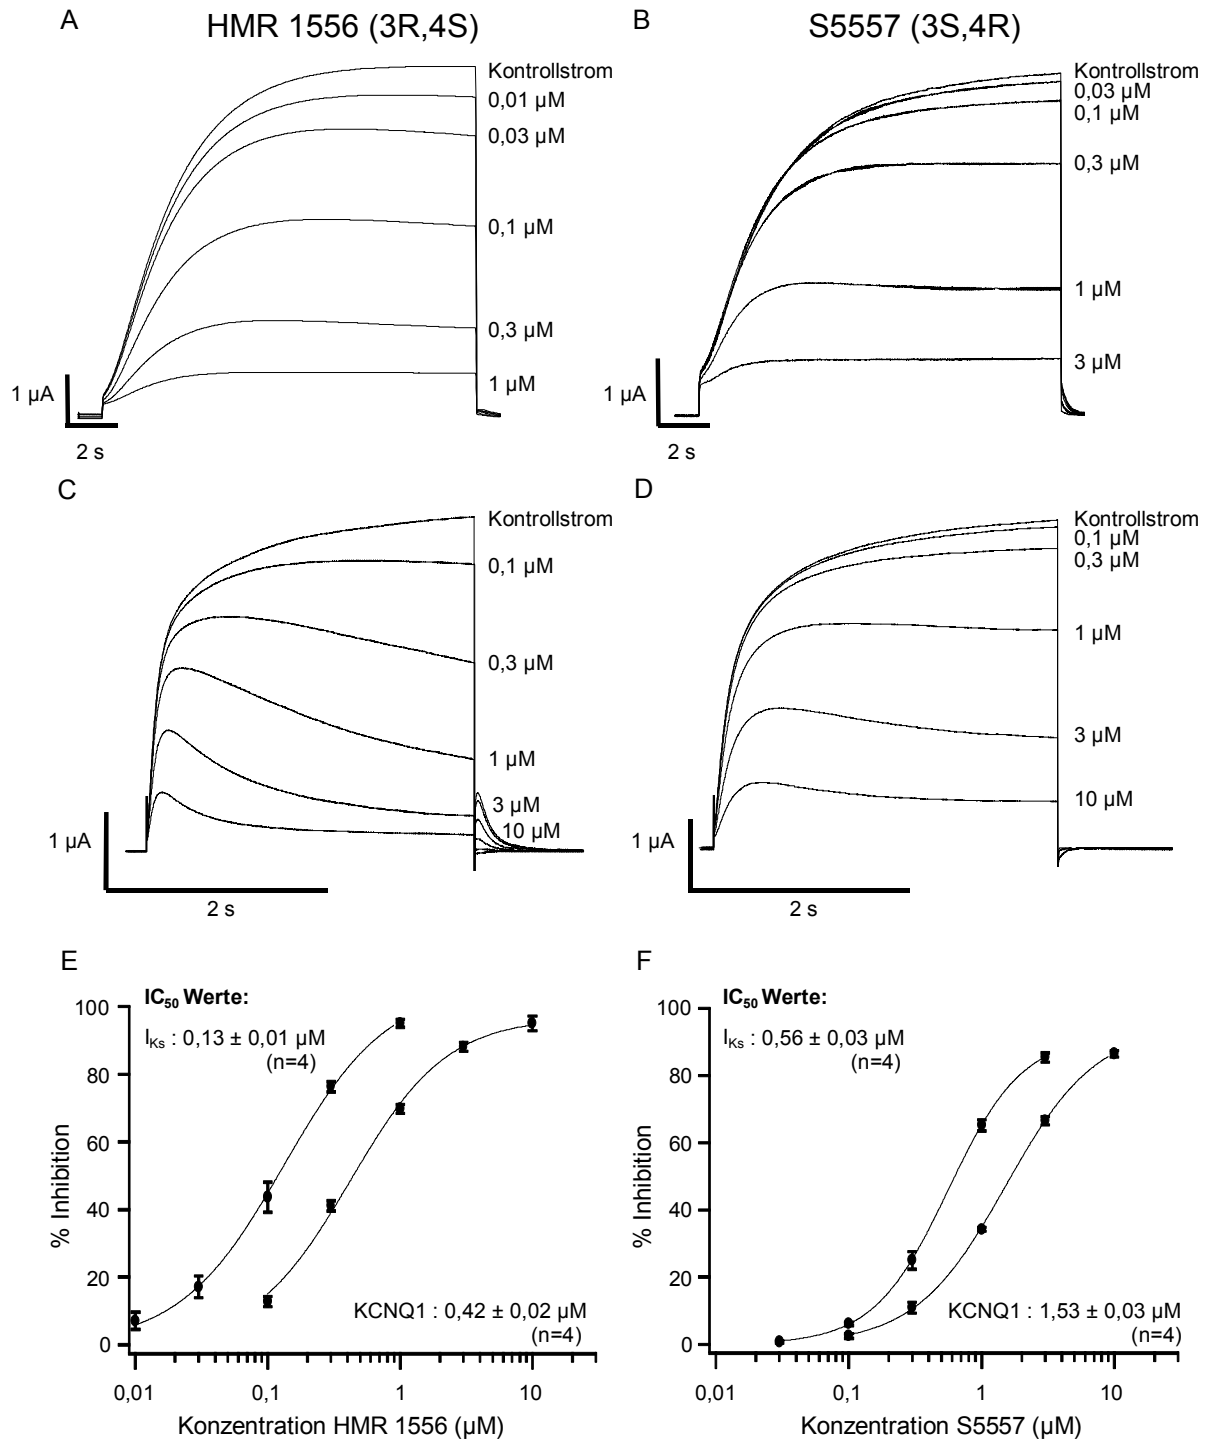 A
HMR 1556 (3R,4S)
Kontrollstrom
0,01 µM
0,03 µM
0,1 µM
0,3 µM
1 µM
1 µA
2 s
B
S5557 (3S,4R)
Kontrollstrom
0,03 µM
0,1 µM
0,3 µM
1 µM
3 µM
1 µA
2 s
C
Kontrollstrom
0,1 µM
0,3 µM
1 µM
3 µM
10 µM
1 µA
2 s
D
Kontrollstrom
0,1 µM
0,3 µM
1 µM
3 µM
10 µM
1 µA
2 s
E
IC50 Werte:
IKs : 0,13 ± 0,01 µM
(n=4)
100
80
60
40
20
0
% Inhibition
KCNQ1 : 0,42 ± 0,02 µM
(n=4)
0,01 0,1 1 10
Konzentration HMR 1556 (µM)
F
IC50 Werte:
IKs : 0,56 ± 0,03 µM
(n=4)
100
80
60
40
20
0
% Inhibition
KCNQ1 : 1,53 ± 0,03 µM
(n=4)
0,01 0,1 1 10
Konzentration S5557 (µM)